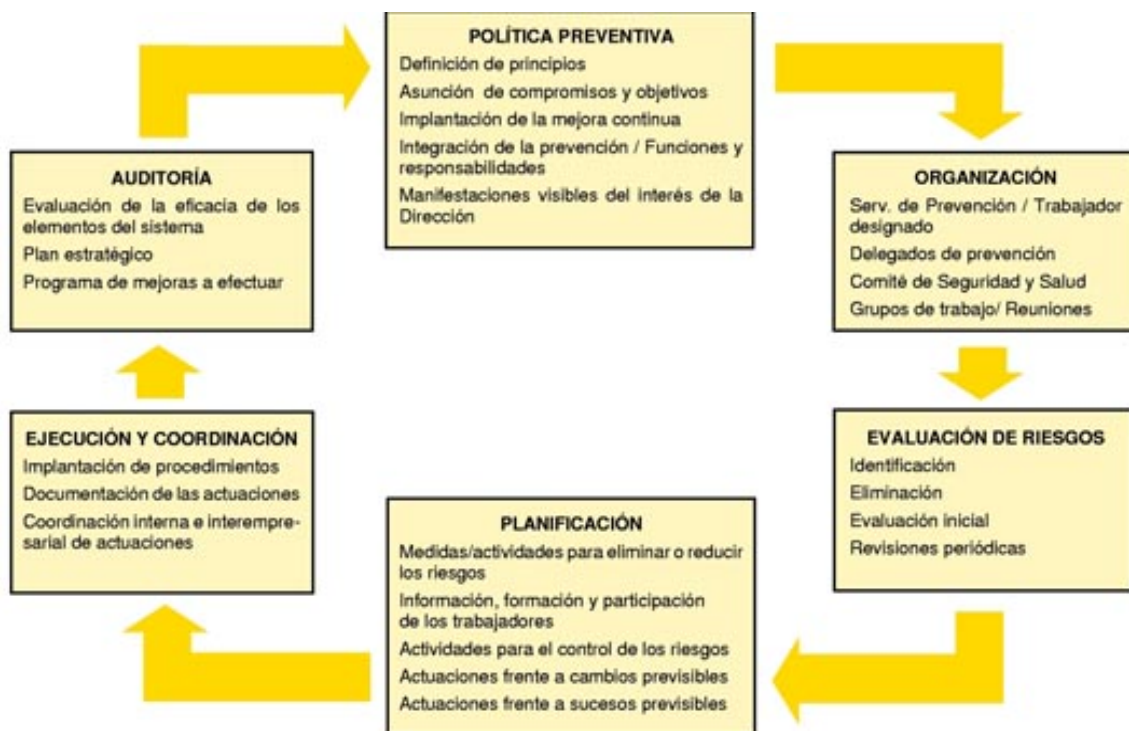 POLÍTICA PREVENTIVA
Definición de principios
Asunción de compromisos y objetivos
Implantación de la mejora continua
Integración de la prevención / Funciones y
responsabilidades
Manifestaciones visibles del interés de la
Dirección
ORGANIZACIÓN
Serv. de Prevención / Trabajador
designado
Delegados de prevención
Comité de Seguridad y Salud
Grupos de trabajo/ Reuniones
EVALUACIÓN DE RIESGOS
Identificación
Eliminación
Evaluación inicial
Revisiones periódicas
PLANIFICACIÓN
Medidas/actividades para eliminar o reducir
los riesgos
Información, formación y participación
de los trabajadores
Actividades para el control de los riesgos
Actuaciones frente a cambios previsibles
Actuaciones frente a sucesos previsibles
EJECUCIÓN Y COORDINACIÓN
Implantación de procedimientos
Documentación de las actuaciones
Coordinación interna e interempre-
sarial de actuaciones
AUDITORÍA
Evaluación de la eficacia de los
elementos del sistema
Plan estratégico
Programa de mejoras a efectuar